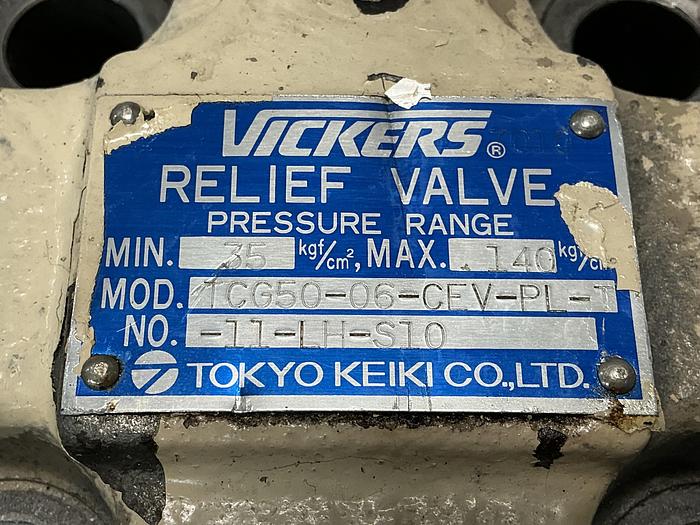 VICKERS®
RELIEF VALVE
PRESSURE RANGE
MIN. 35 kgf/cm², MAX. 140
MOD. TCG50-06-CFV-PL-T
NO. -11-LH-S10
TOKYO KEIKI CO.,LTD.